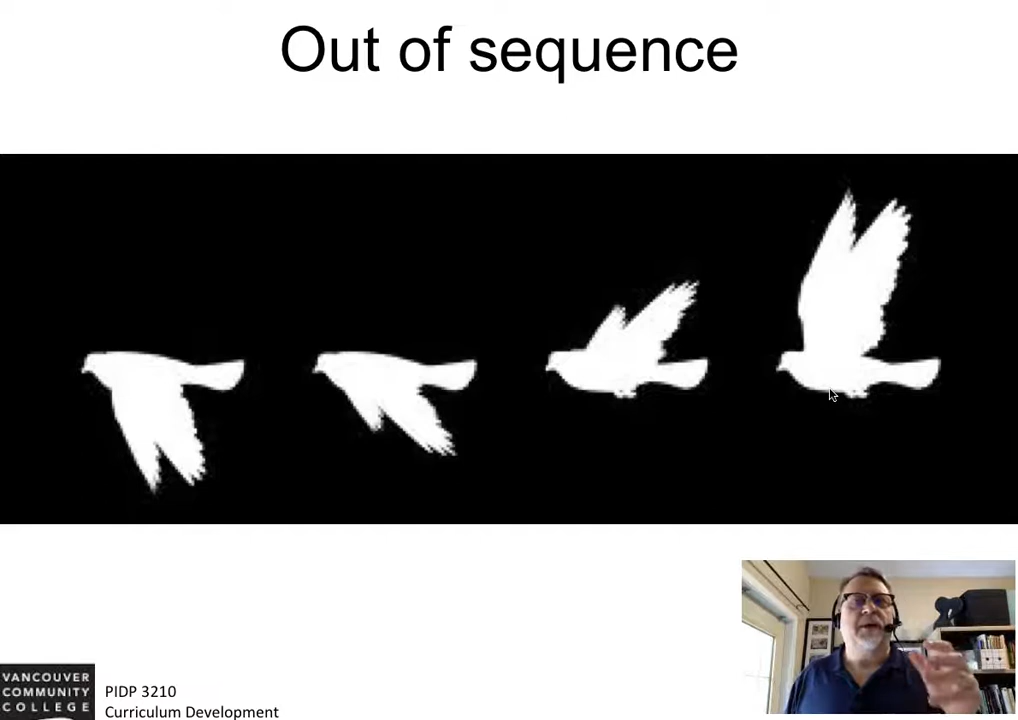 Out of sequence
VANCOUVER
COMMUNITY
COLLEGE
PIDP 3210
Curriculum Development